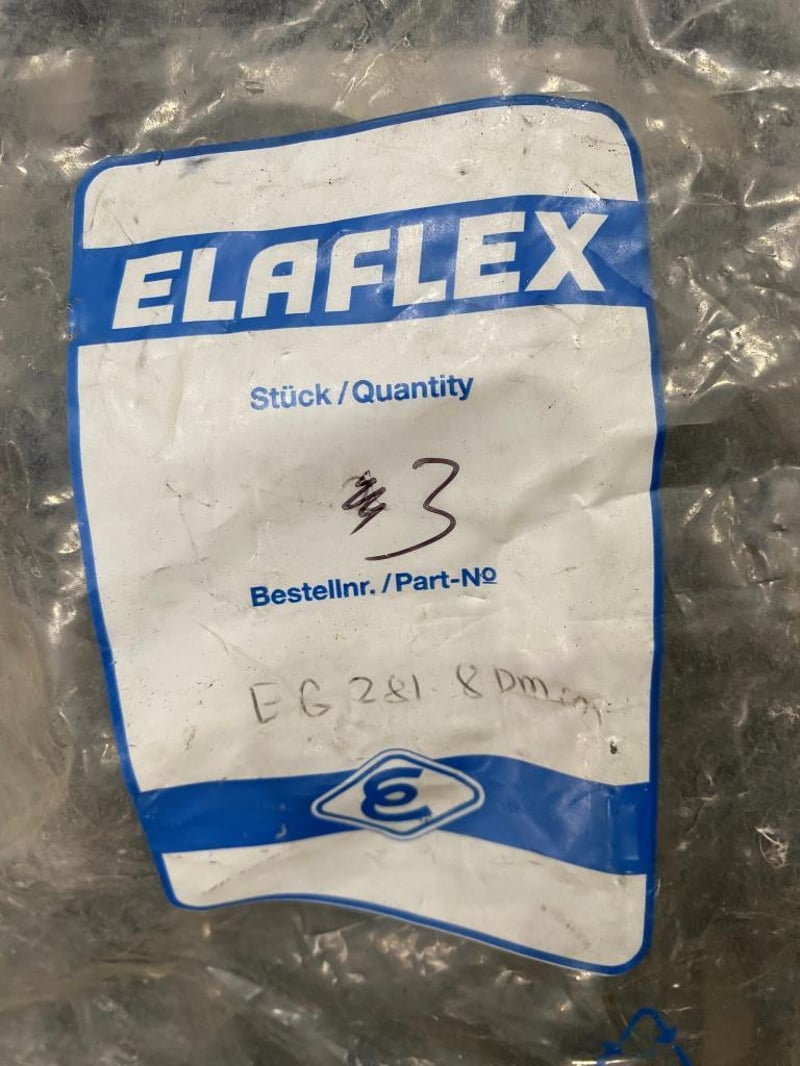 ELAFLEX
Stück / Quantity
3
Bestellnr. / Part-Nº
EG 281 8